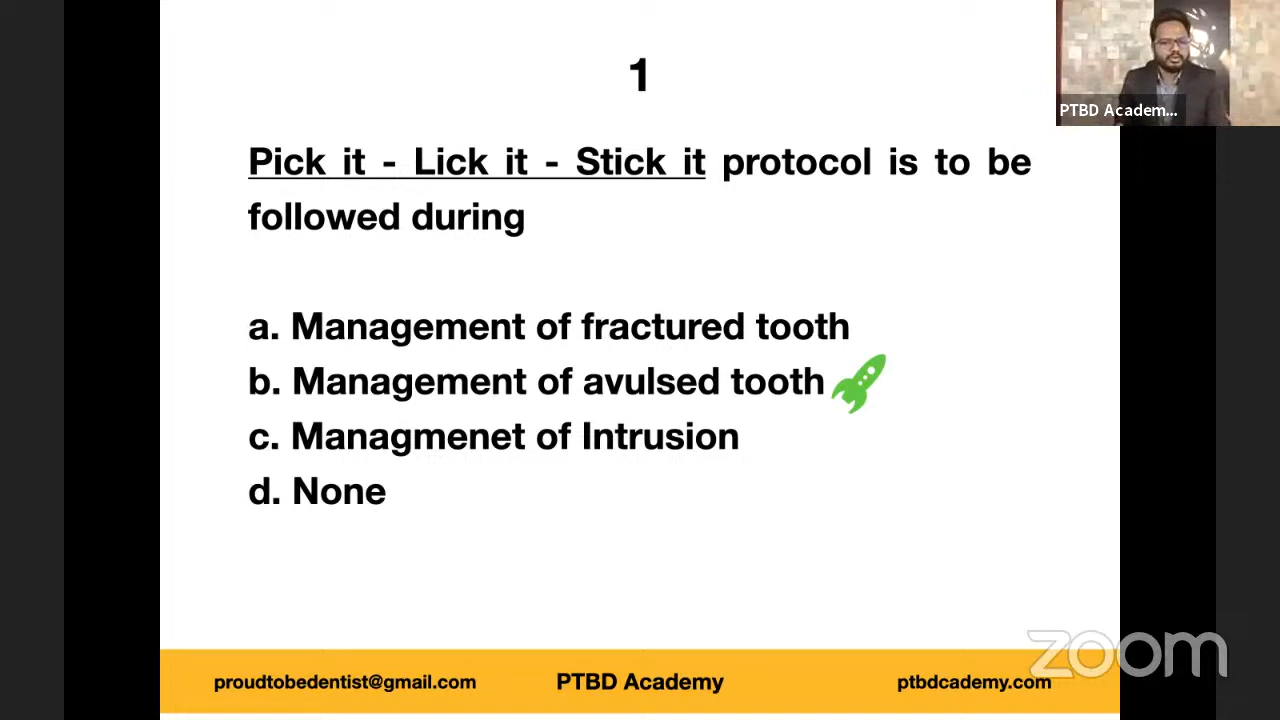 1
PTBD Academ...
Pick it - Lick it - Stick it protocol is to be
followed during
a. Management of fractured tooth
b. Management of avulsed tooth
c. Managmenet of Intrusion
d. None
zoom
proudtobedentist@gmail.com PTBD Academy ptbdcademy.com